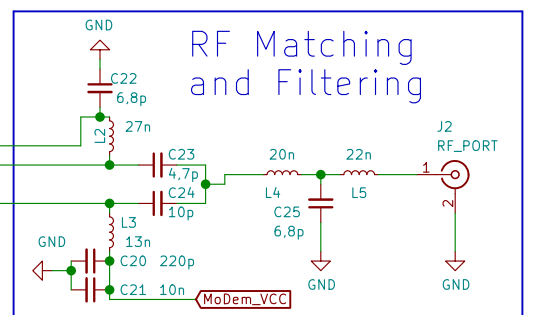 GND
RF Matching
and Filtering
C22
6,8p
L2
27n
J2
RF_PORT
C23
4,7p
20n
22n
1
C24
10p
L4
L5
2
C25
6,8p
L3
13n
GND
C20 220p
C21 10n
GND
GND
MoDem_VCC